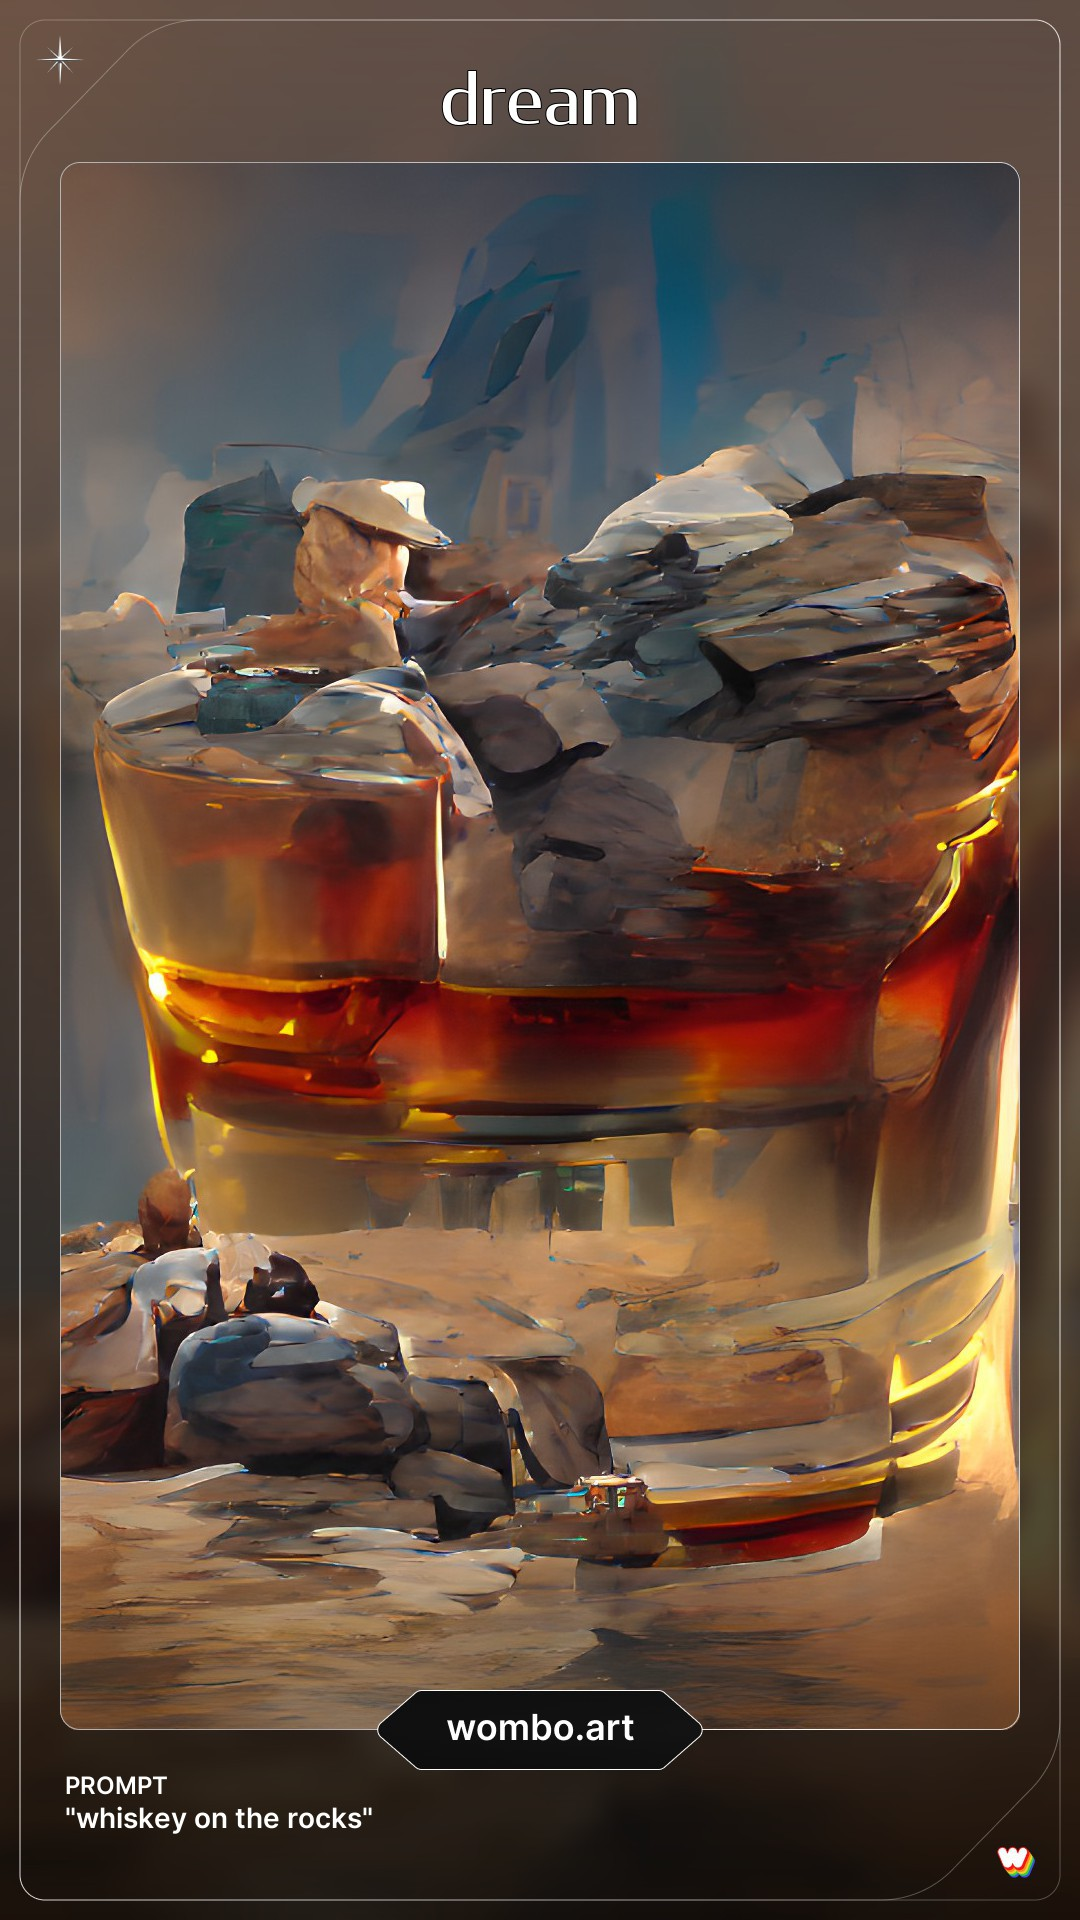 dream
wombo.art
PROMPT
"whiskey on the rocks"
W